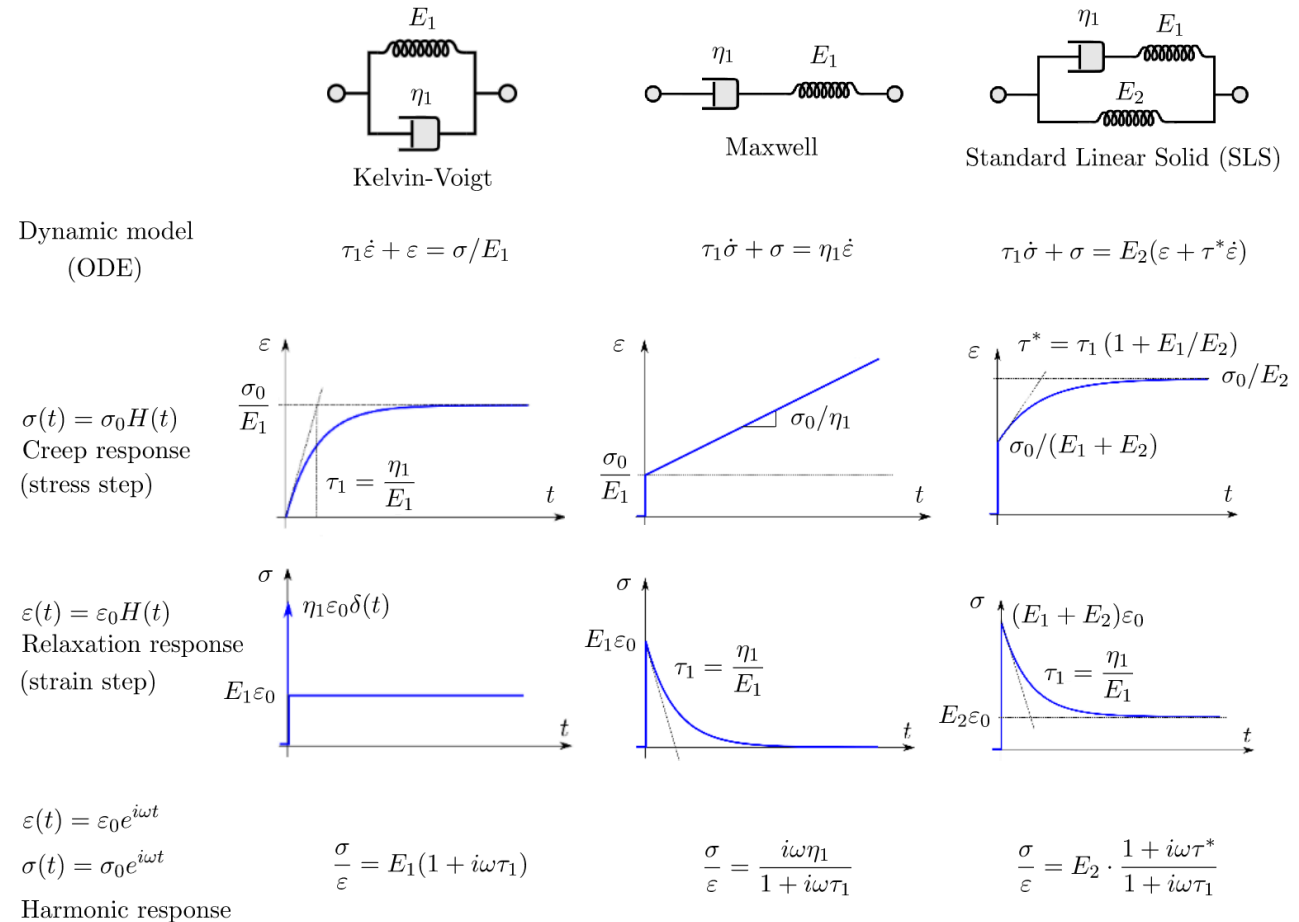 E₁
η₁
Kelvin-Voigt
η₁ E₁
Maxwell
η₁ E₁
E₂
Standard Linear Solid (SLS)
Dynamic model
(ODE)
τ₁ε̇ + ε = σ/E₁
τ₁σ̇ + σ = η₁ε̇
τ₁σ̇ + σ = E₂(ε + τ*ε̇)
σ(t) = σ₀H(t)
Creep response
(stress step)
ε
σ₀/E₁
τ₁ = η₁/E₁
t
ε
σ₀/η₁
σ₀/E₁
t
ε
τ* = τ₁ (1 + E₁/E₂)
σ₀/E₂
σ₀/(E₁ + E₂)
t
ε(t) = ε₀H(t)
Relaxation response
(strain step)
σ
η₁ε₀δ(t)
E₁ε₀
t
σ
E₁ε₀
τ₁ = η₁/E₁
t
σ
(E₁ + E₂)ε₀
τ₁ = η₁/E₁
E₂ε₀
t
ε(t) = ε₀e^{iωt}
σ(t) = σ₀e^{iωt}
Harmonic response
σ/ε = E₁(1 + iωτ₁)
σ/ε = iωη₁/(1 + iωτ₁)
σ/ε = E₂ · (1 + iωτ*)/(1 + iωτ₁)